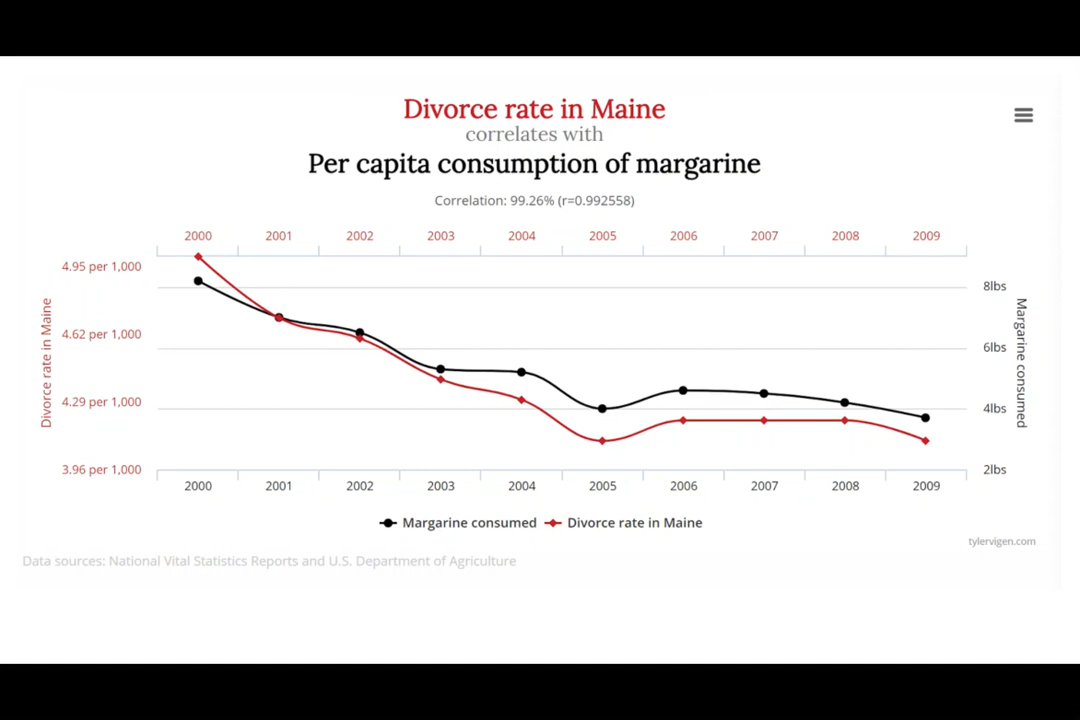 Divorce rate in Maine
correlates with
Per capita consumption of margarine
Correlation: 99.26% (r=0.992558)
2000 2001 2002 2003 2004 2005 2006 2007 2008 2009
4.95 per 1,000
8lbs
4.62 per 1,000
6lbs
4.29 per 1,000
4lbs
3.96 per 1,000
2lbs
Divorce rate in Maine
Margarine consumed
2000 2001 2002 2003 2004 2005 2006 2007 2008 2009
Margarine consumed Divorce rate in Maine
tylervigen.com
Data sources: National Vital Statistics Reports and U.S. Department of Agriculture